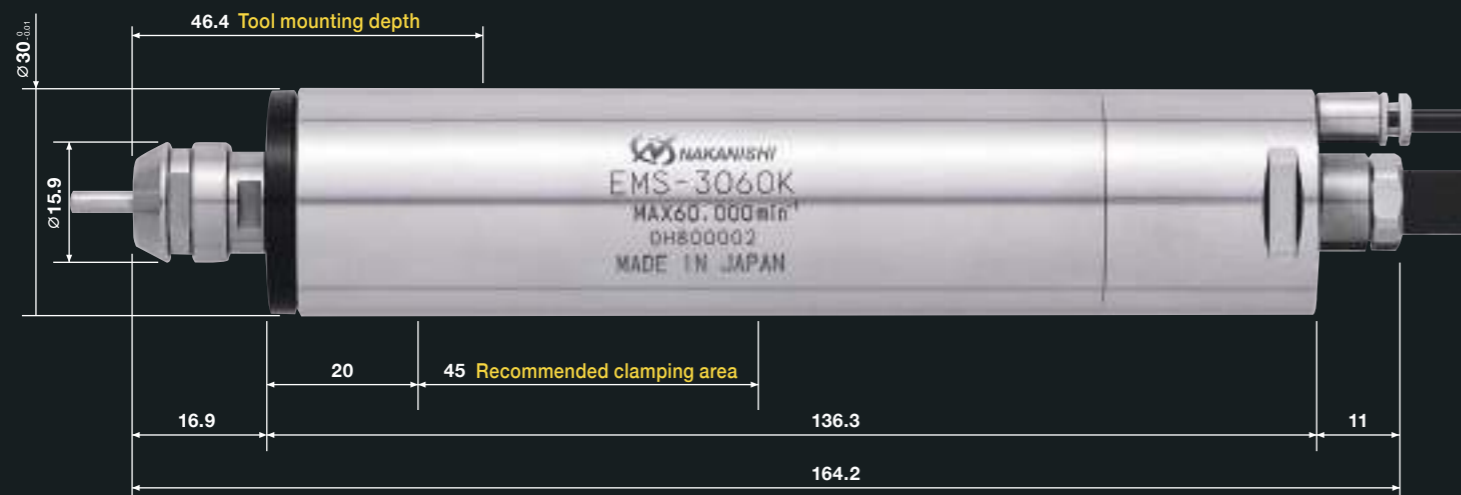 46.4 Tool mounting depth
Ø30 0 -0.01
Ø15.9
NAKANISHI
EMS-3060K
MAX60.000min⁻¹
DH800002
MADE IN JAPAN
20
45 Recommended clamping area
16.9
136.3
11
164.2